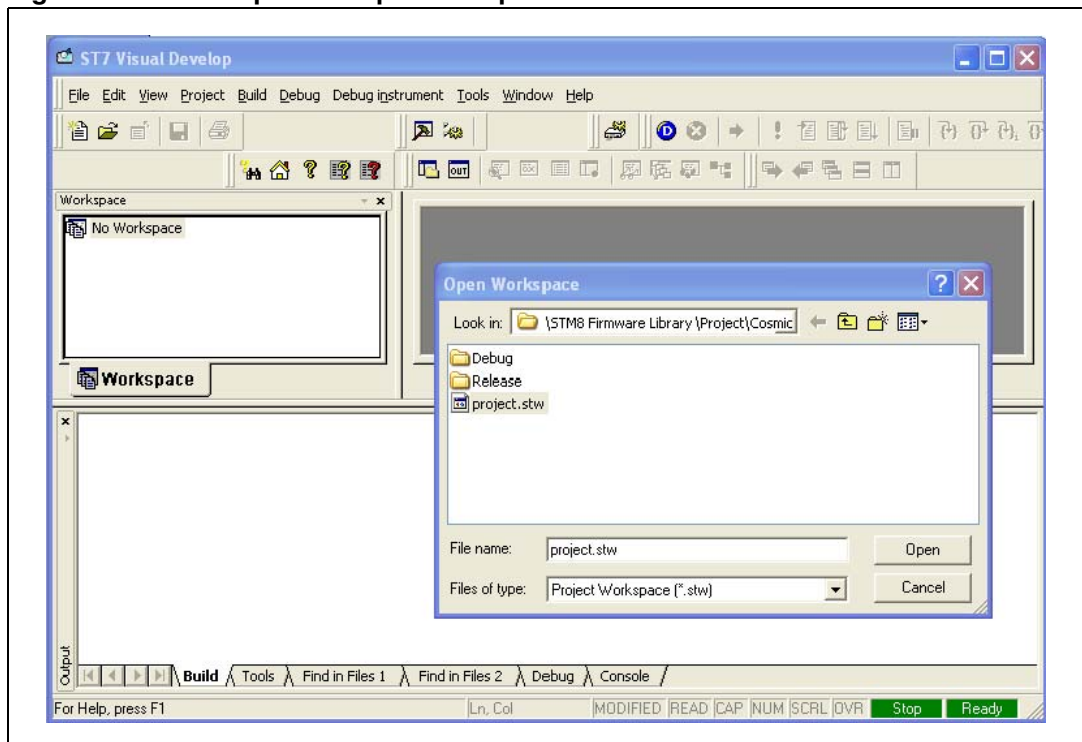 ST7 Visual Develop
File Edit View Project Build Debug Debug instrument Tools Window Help
OUT
Workspace
No Workspace
Workspace
Open Workspace
Look in: \STM8 Firmware Library \Project\Cosmic
Debug
Release
project.stw
File name: project.stw Open
Files of type: Project Workspace (*.stw) Cancel
Output
Build Tools Find in Files 1 Find in Files 2 Debug Console
For Help, press F1 Ln, Col MODIFIED READ CAP NUM SCRL OVR Stop Ready